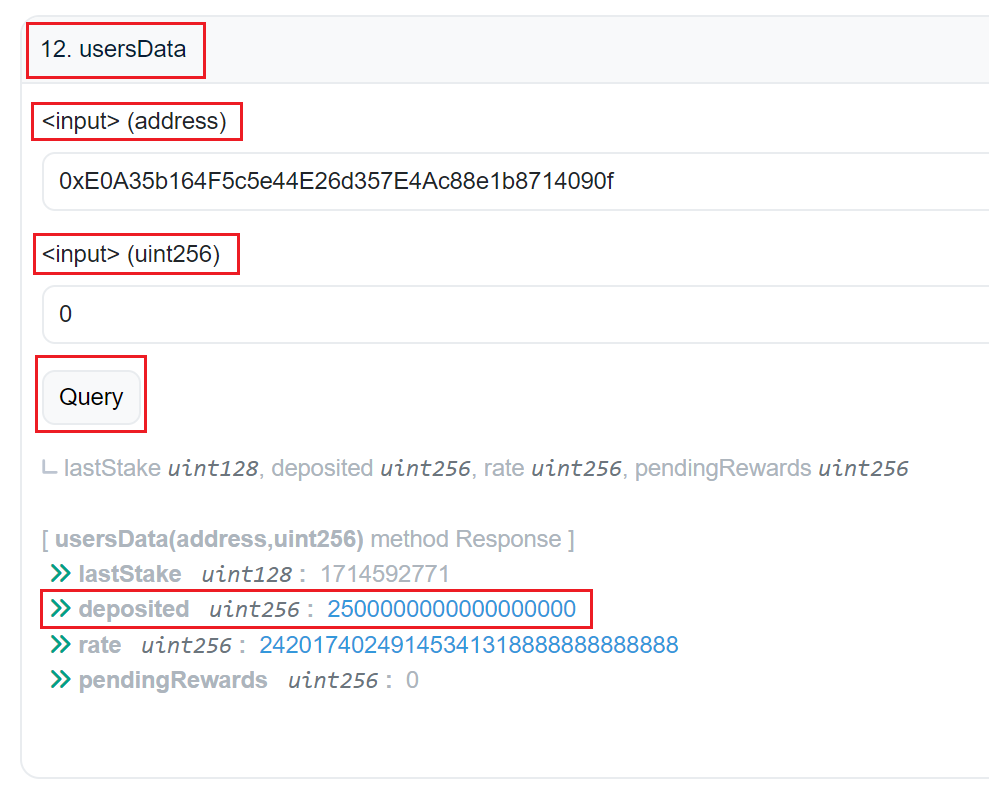 12. usersData
<input> (address)
0xE0A35b164F5c5e44E26d357E4Ac88e1b8714090f
<input> (uint256)
0
Query
lastStake uint128, deposited uint256, rate uint256, pendingRewards uint256
[ usersData(address,uint256) method Response ]
lastStake uint128 : 1714592771
deposited uint256 : 2500000000000000000
rate uint256 : 242017402491453413188888888888888
pendingRewards uint256 : 0